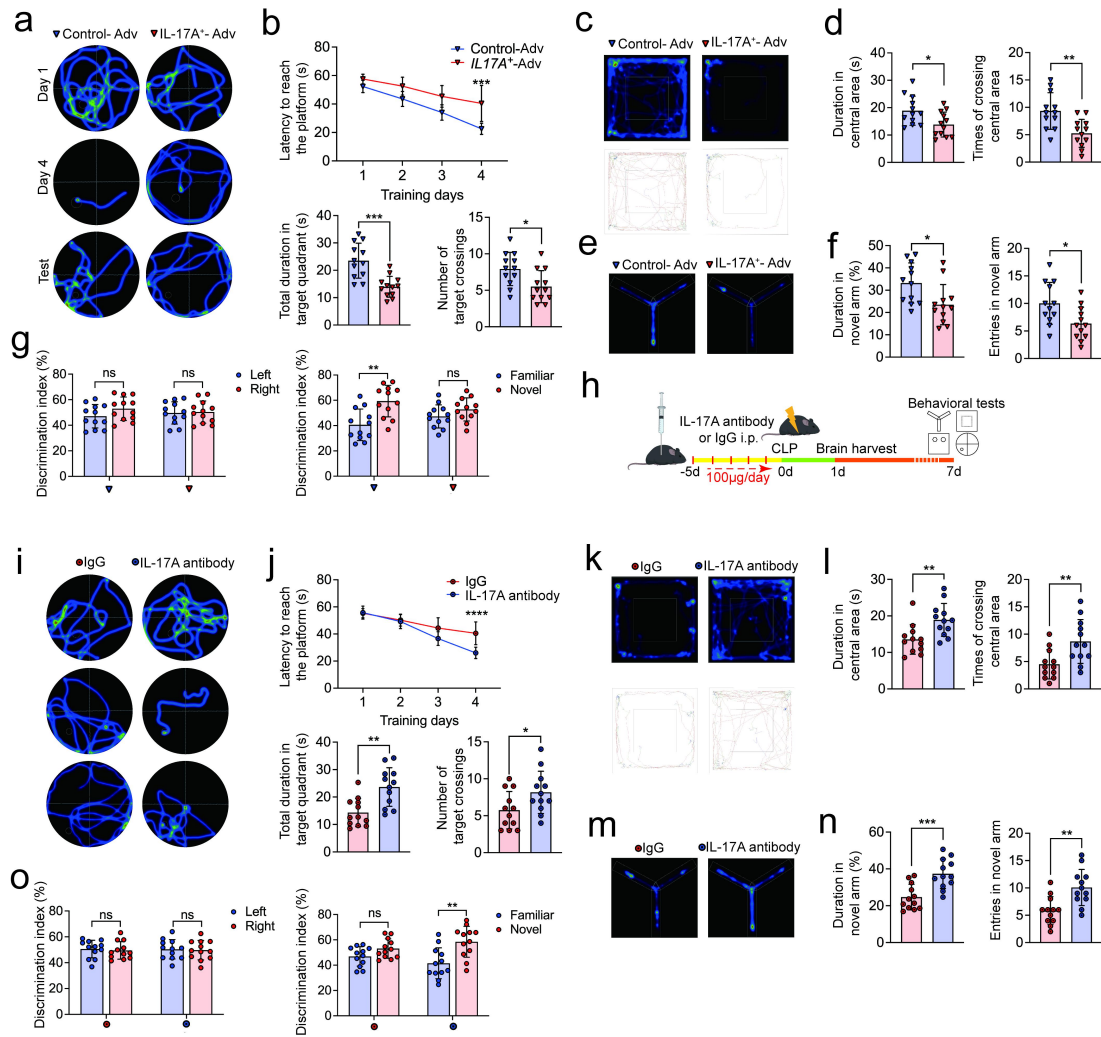 a
Control- Adv
IL-17A⁺- Adv
Day 1
Day 4
Test
b
Latency to reach
the platform (s)
80
60
40
20
0
Control-Adv
IL17A⁺-Adv
***
1 2 3 4
Training days
Total duration in
target quadrant (s)
40
30
20
10
0
***
Number of
target crossings
15
10
5
0
*
c
Control- Adv
IL-17A⁺- Adv
d
Duration in
central area (s)
40
30
20
10
0
*
Times of crossing
central area
20
15
10
5
0
**
e
Control- Adv
IL-17A⁺- Adv
f
Duration in
novel arm (%)
50
40
30
20
10
0
*
Entries in novel arm
20
15
10
5
0
*
g
Discrimination index (%)
80
60
40
20
0
ns
ns
Left
Right
Discrimination index (%)
80
60
40
20
0
**
ns
Familiar
Novel
h
IL-17A antibody
or IgG i.p.
CLP
Brain harvest
Behavioral tests
-5d
100μg/day
0d
1d
7d
i
IgG
IL-17A antibody
j
Latency to reach
the platform (s)
80
60
40
20
0
IgG
IL-17A antibody
****
1 2 3 4
Training days
Total duration in
target quadrant (s)
40
30
20
10
0
**
Number of
target crossings
15
10
5
0
*
k
IgG
IL-17A antibody
l
Duration in
central area (s)
30
20
10
0
**
Times of crossing
central area
20
15
10
5
0
**
m
IgG
IL-17A antibody
n
Duration in
novel arm (%)
60
40
20
0
***
Entries in novel arm
20
15
10
5
0
**
o
Discrimination index (%)
80
60
40
20
0
ns
ns
Left
Right
Discrimination index (%)
80
60
40
20
0
ns
**
Familiar
Novel